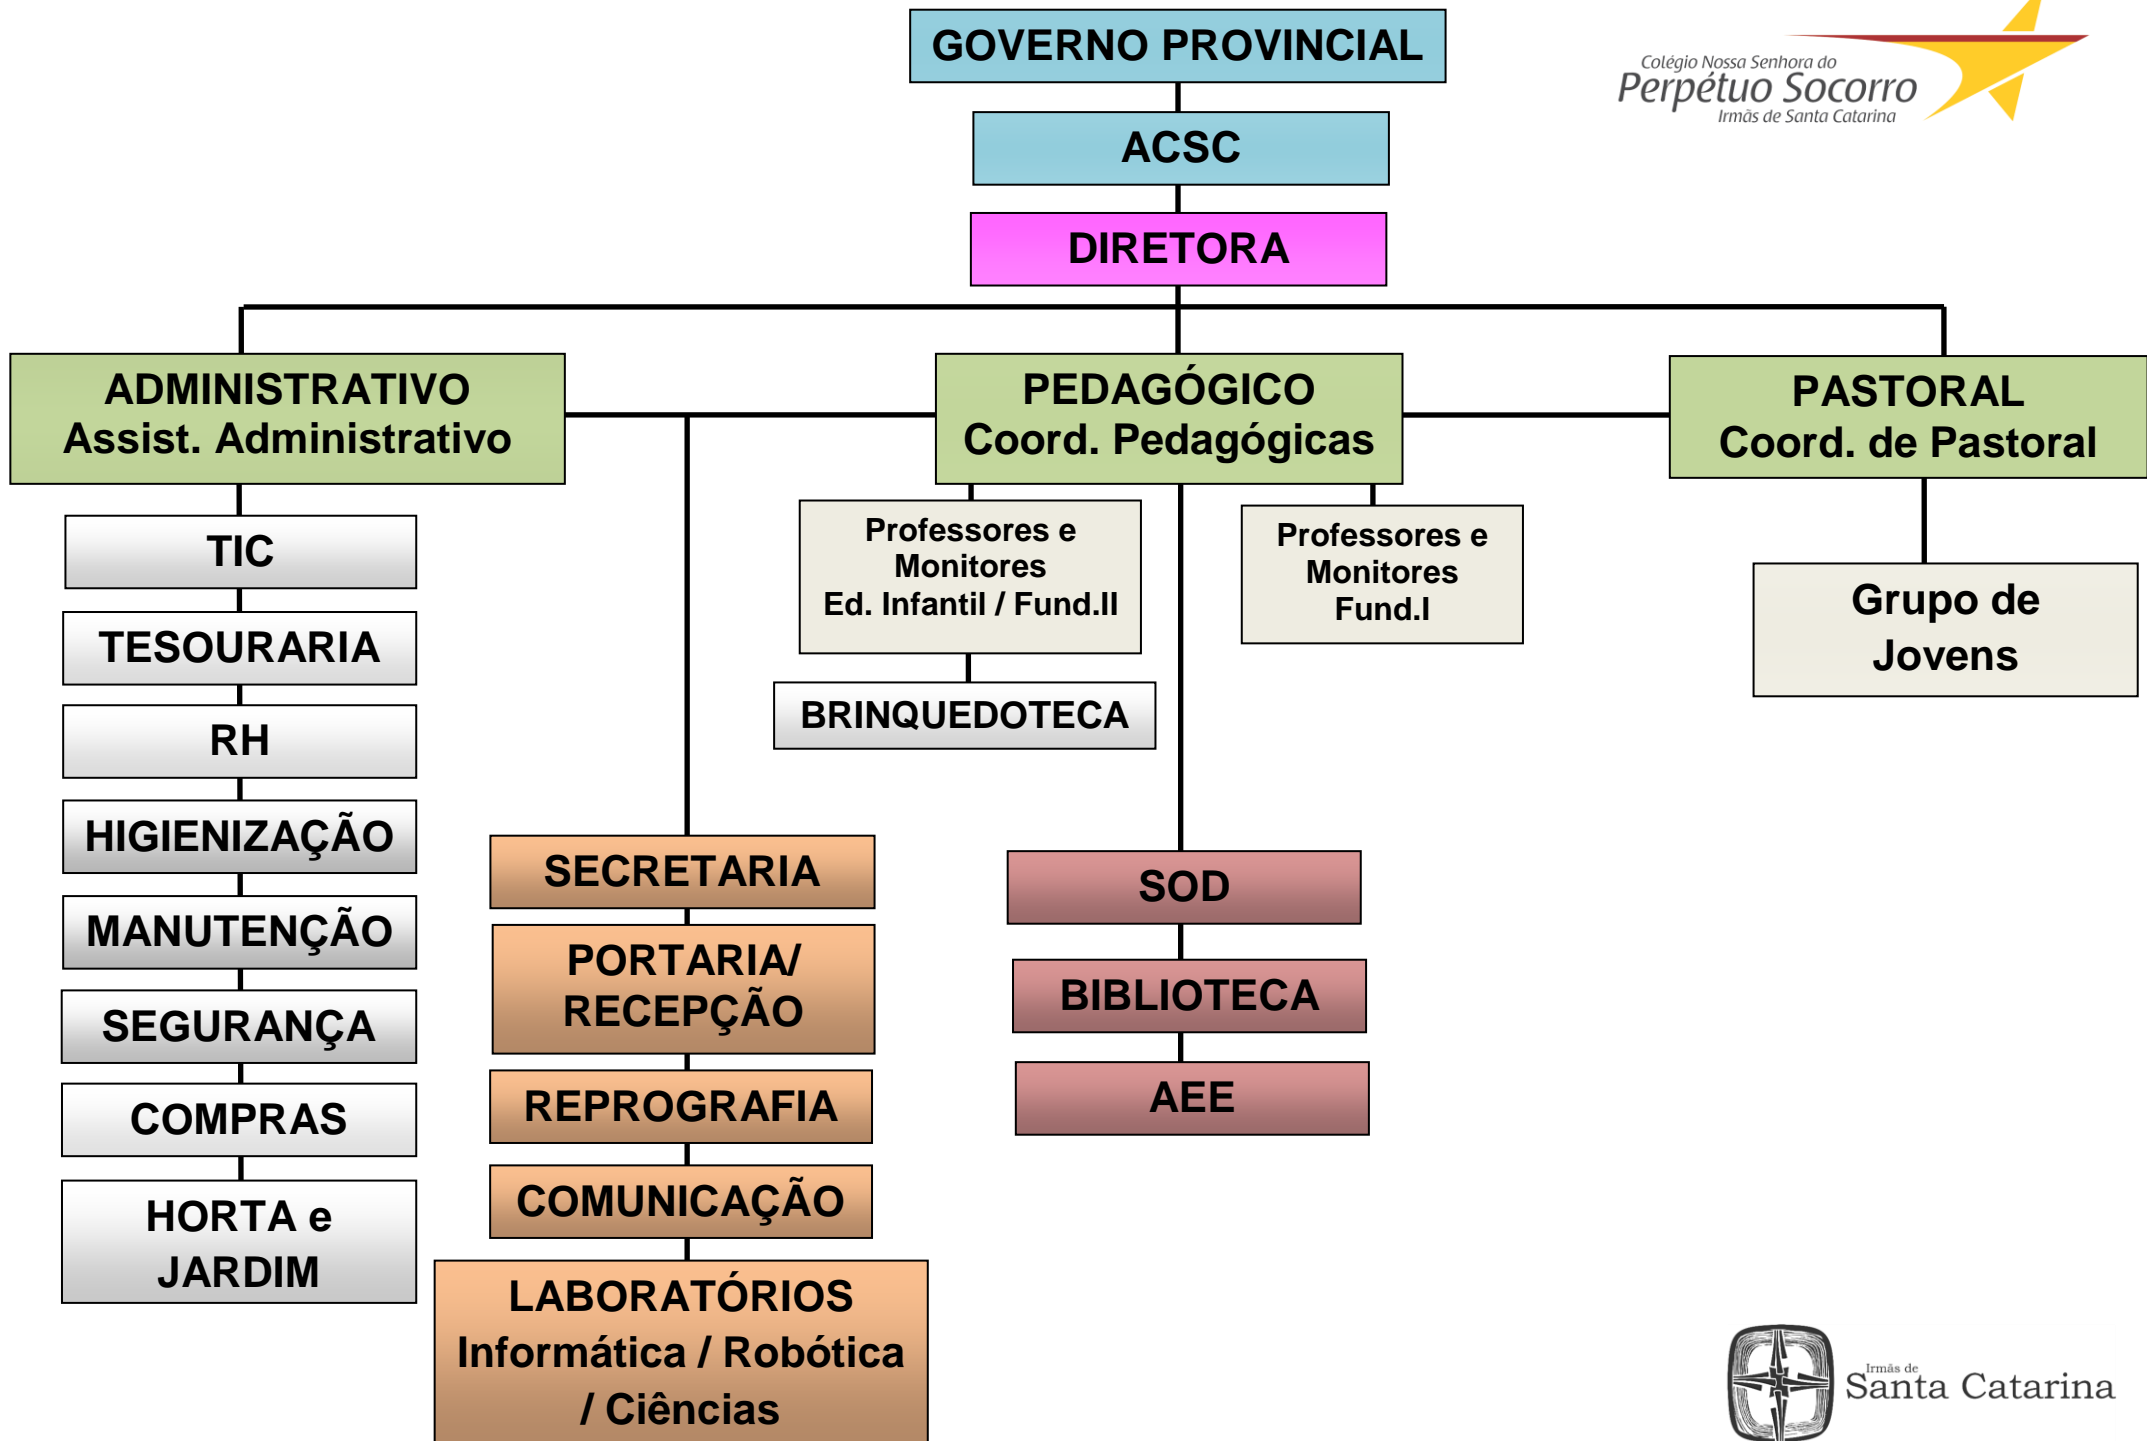 GOVERNO PROVINCIAL
Colégio Nossa Senhora do
Perpétuo Socorro
Irmãs de Santa Catarina
ACSC
DIRETORA
ADMINISTRATIVO
Assist. Administrativo
PEDAGÓGICO
Coord. Pedagógicas
PASTORAL
Coord. de Pastoral
TIC
TESOURARIA
RH
HIGIENIZAÇÃO
MANUTENÇÃO
SEGURANÇA
COMPRAS
HORTA e
JARDIM
SECRETARIA
PORTARIA/
RECEPÇÃO
REPROGRAFIA
COMUNICAÇÃO
LABORATÓRIOS
Informática / Robótica
/ Ciências
Professores e
Monitores
Ed. Infantil / Fund.II
BRINQUEDOTECA
Professores e
Monitores
Fund.I
SOD
BIBLIOTECA
AEE
Grupo de
Jovens
Irmãs de
Santa Catarina